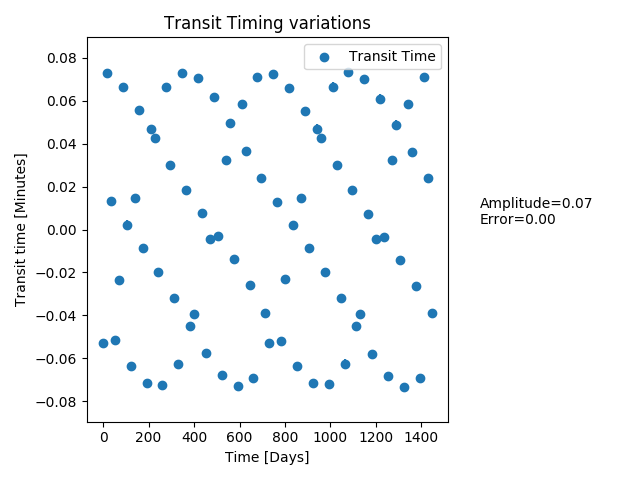 Transit Timing variations
Transit Time
0.08
0.06
0.04
0.02
0.00
−0.02
−0.04
−0.06
−0.08
Transit time [Minutes]
0 200 400 600 800 1000 1200 1400
Time [Days]
Amplitude=0.07
Error=0.00